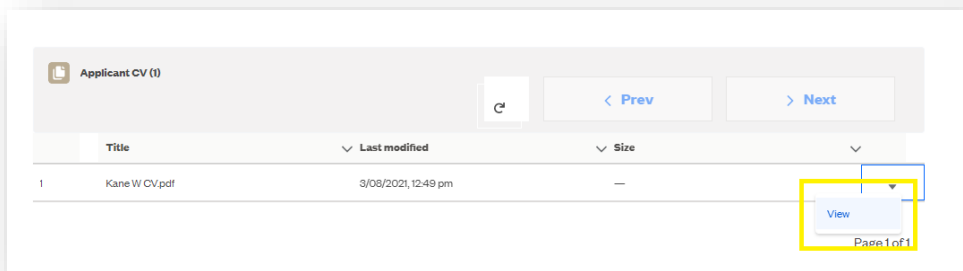 Applicant CV (1)
Prev
Next
Title
Last modified
Size
1
Kane W CV.pdf
3/08/2021, 12:49 pm
—
View
Page 1 of 1